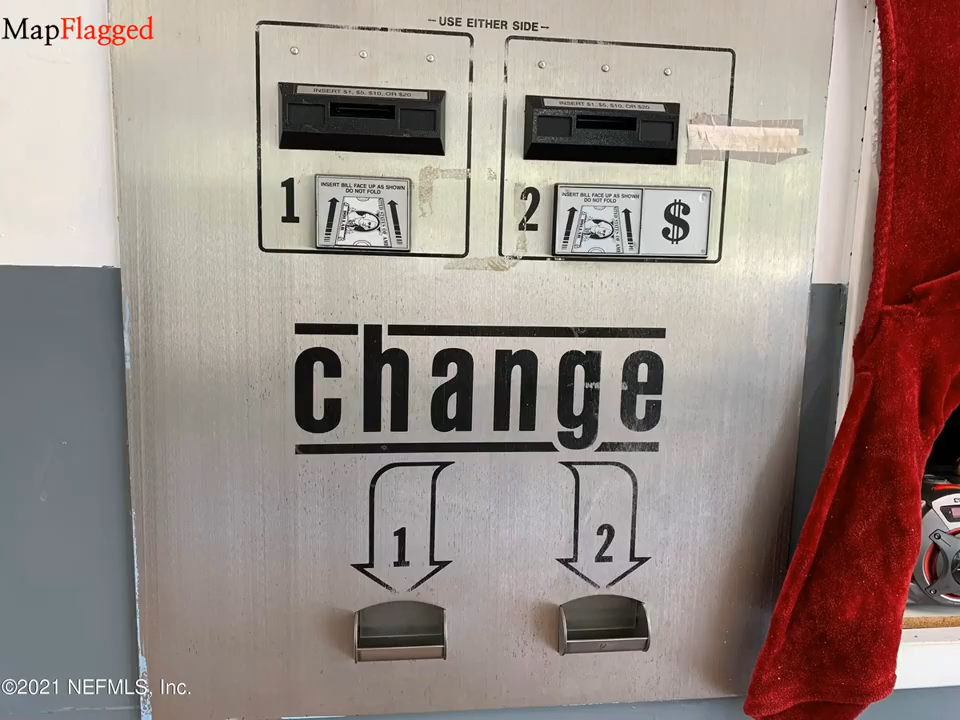 MapFlagged
--USE EITHER SIDE--
INSERT $1, $5, $10, OR $20
INSERT $1, $5, $10, OR $20
1
INSERT BILL FACE UP AS SHOWN
DO NOT FOLD
2
INSERT BILL FACE UP AS SHOWN
DO NOT FOLD
$
change
1
2
©2021 NEFMLS, Inc.